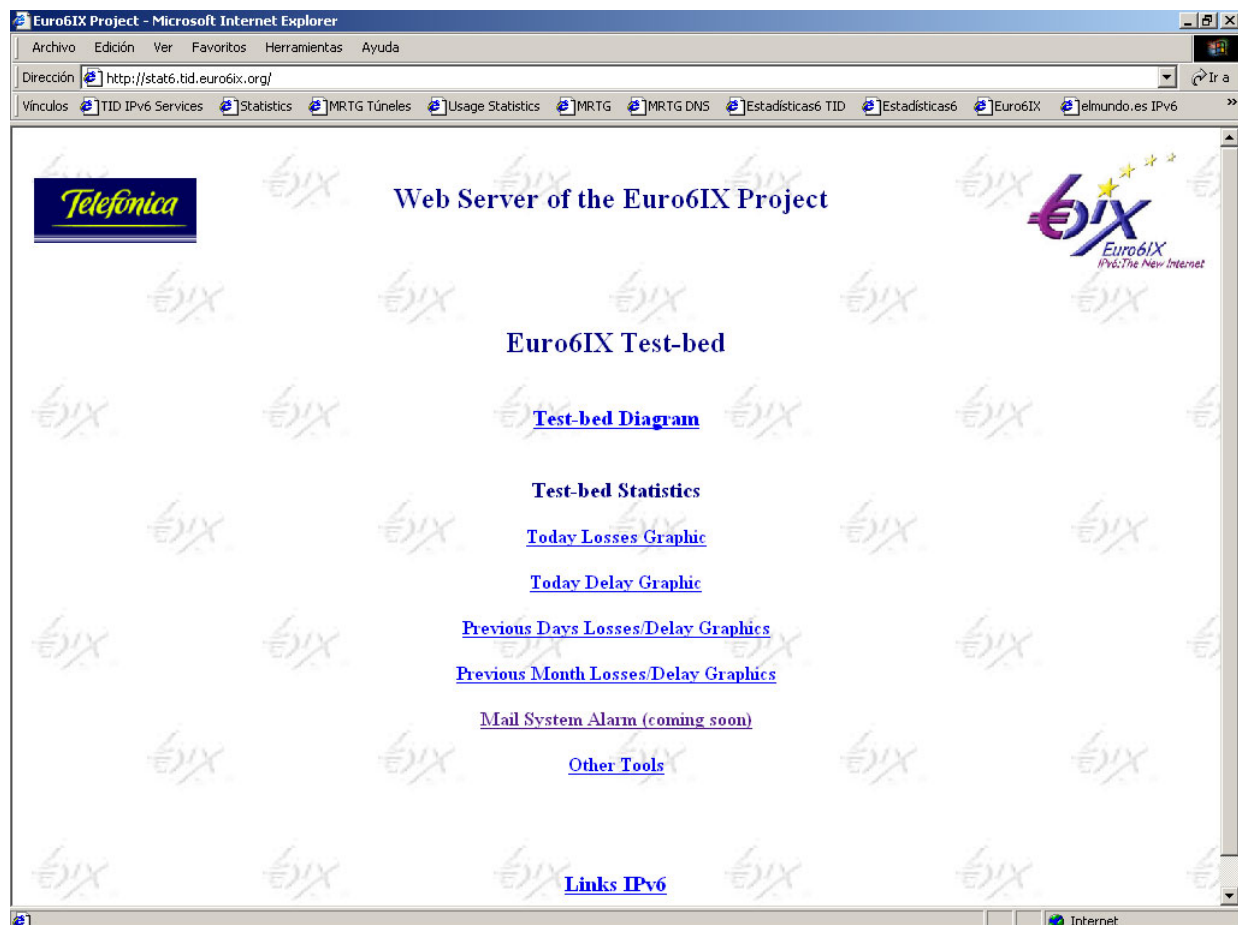 Euro6IX Project - Microsoft Internet Explorer
Archivo Edición Ver Favoritos Herramientas Ayuda
Dirección http://stat6.tid.euro6ix.org/ Ir a
Vínculos TID IPv6 Services Statistics MRTG Túneles Usage Statistics MRTG MRTG DNS Estadísticas6 TID Estadísticas6 Euro6IX elmundo.es IPv6 »
Telefónica
Web Server of the Euro6IX Project
€6IX
Euro6IX
IPv6:The New Internet
Euro6IX Test-bed
Test-bed Diagram
Test-bed Statistics
Today Losses Graphic
Today Delay Graphic
Previous Days Losses/Delay Graphics
Previous Month Losses/Delay Graphics
Mail System Alarm (coming soon)
Other Tools
Links IPv6
Internet